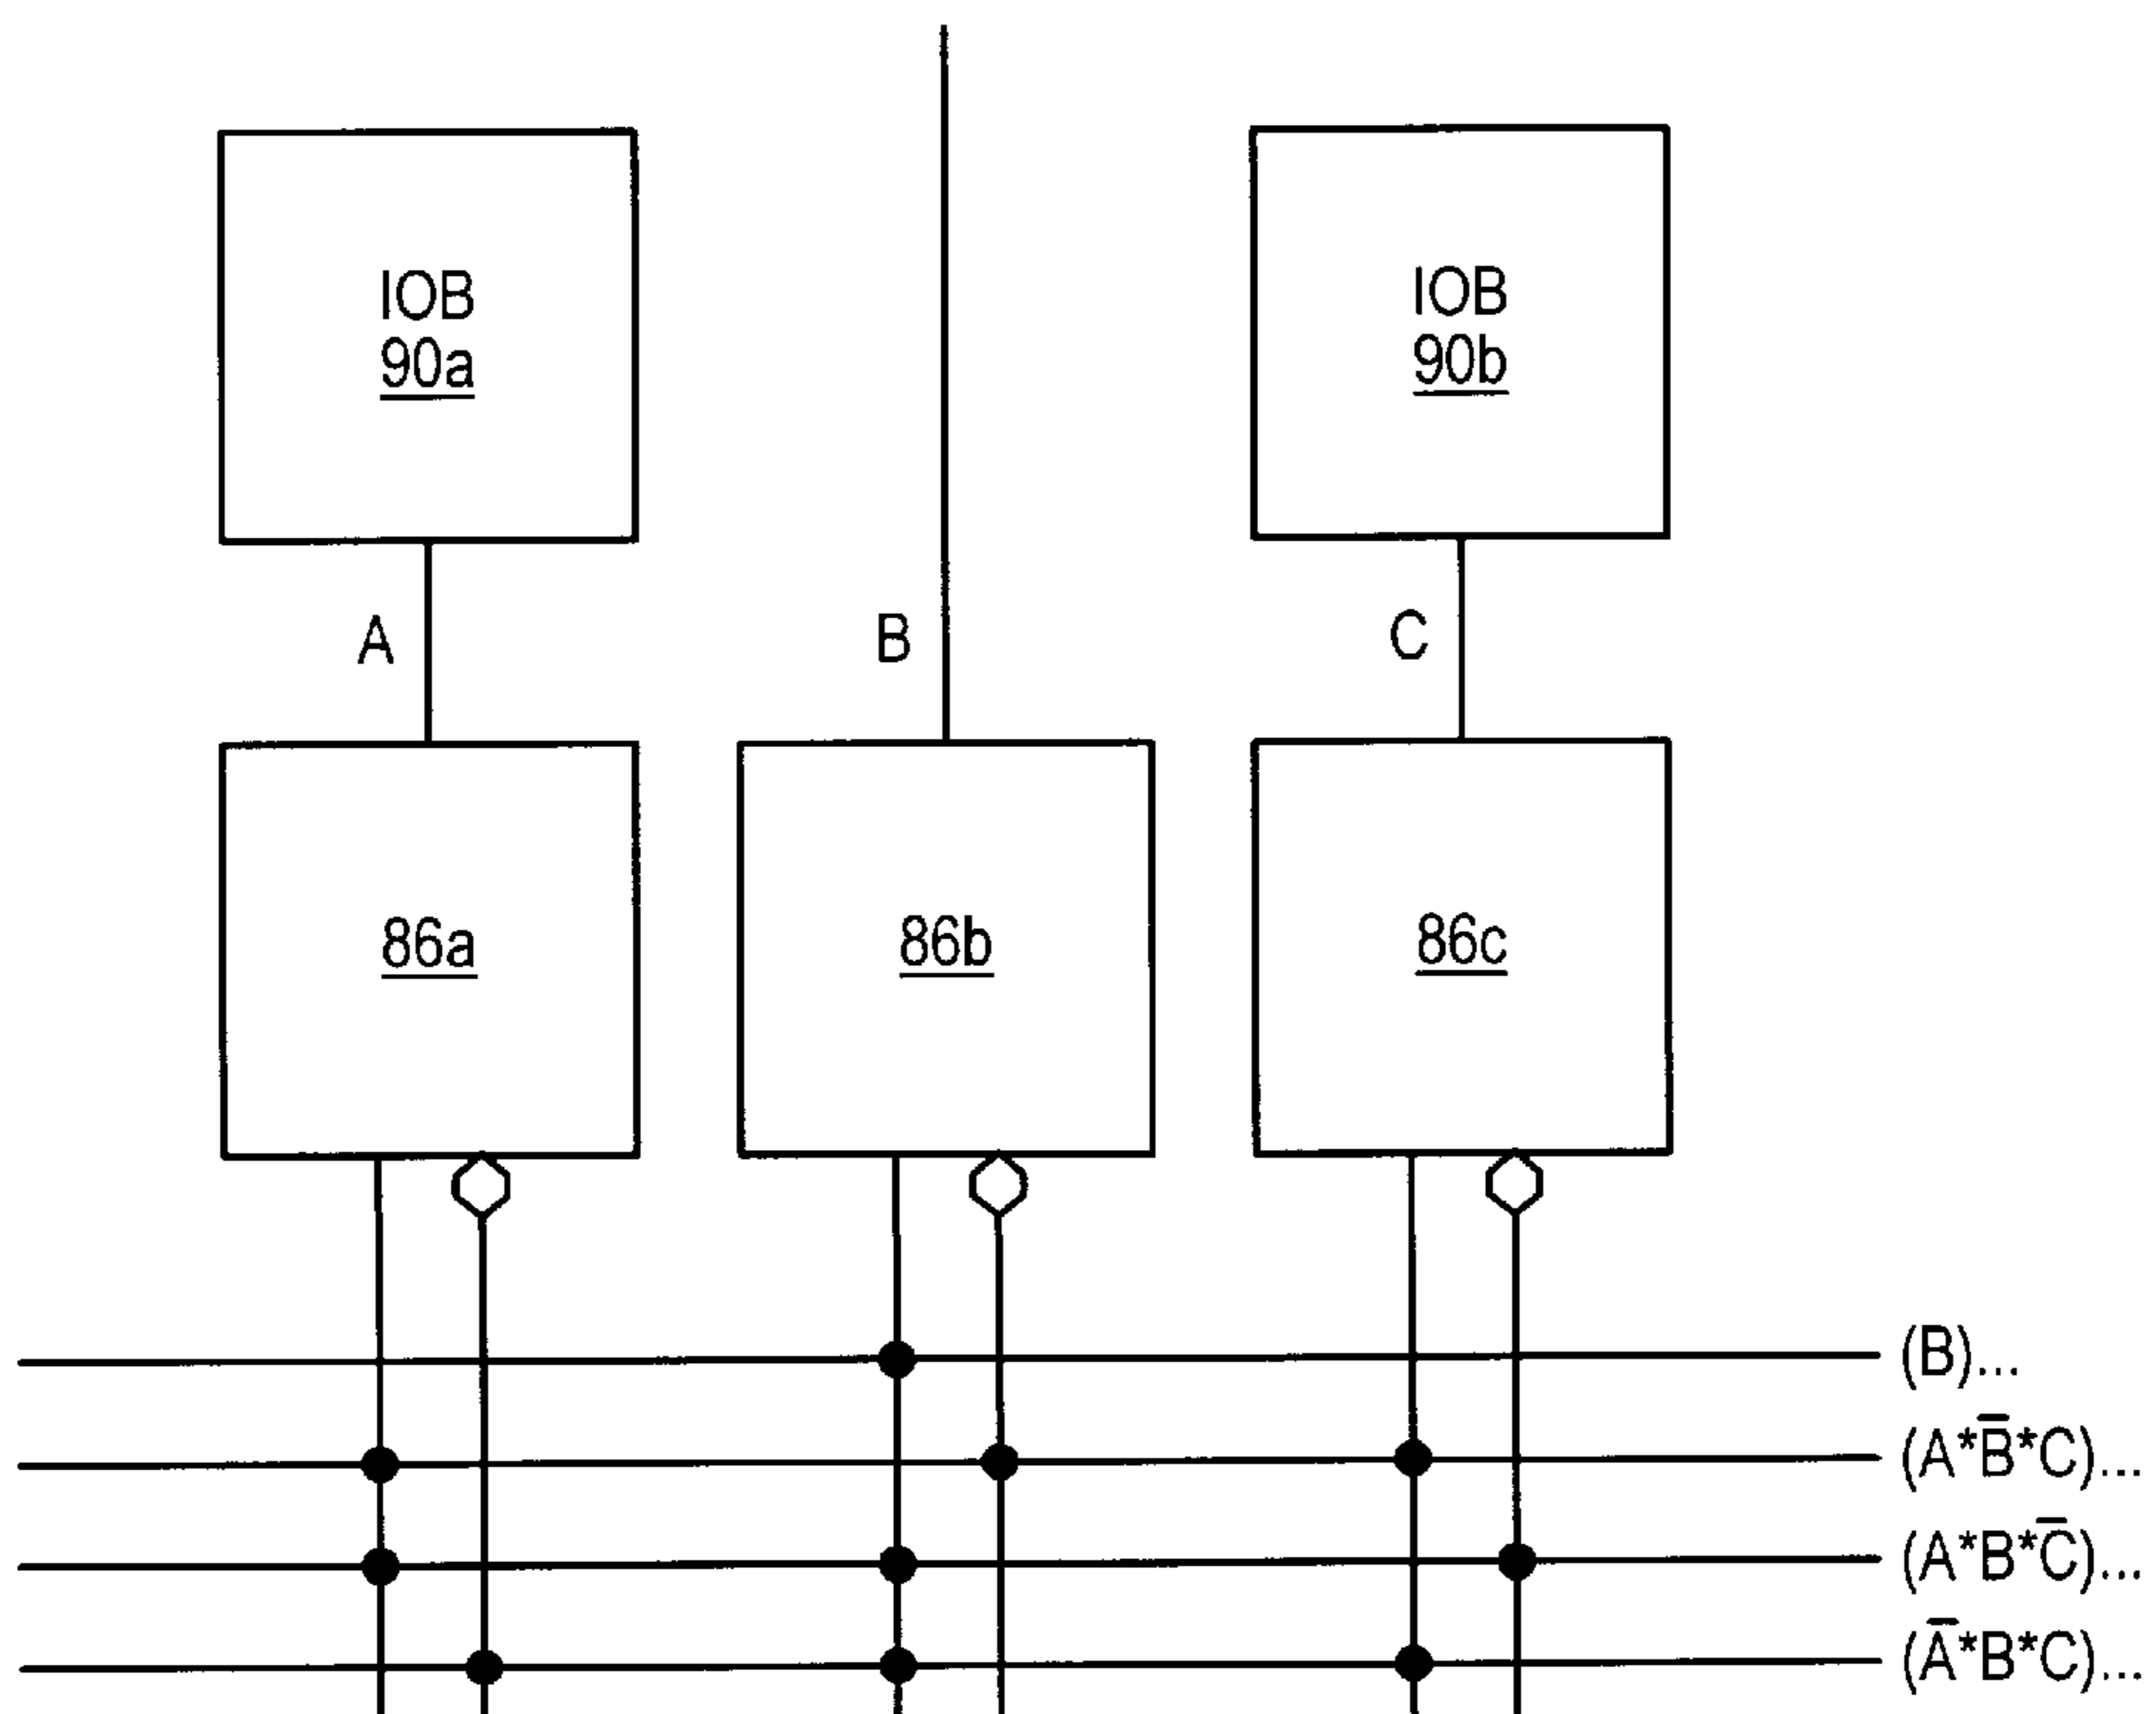 IOB
90a
IOB
90b
A
B
C
86a
86b
86c
(B)...
(A*B̅*C)...
(A*B*C̅)...
(A̅*B*C)...